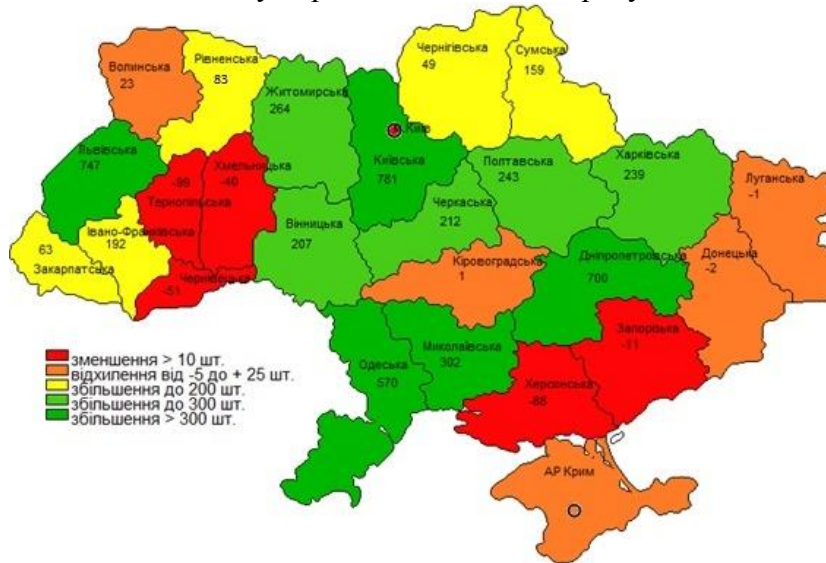 Волинська
23
Рівненська
83
Житомирська
264
Чернігівська
49
Сумська
159
м.Київ
Київська
781
Львівська
747
-99
Тернопільська
Хмельницька
-40
Івано-Франківська
192
63
Закарпатська
Чернівецька
-51
Вінницька
207
Черкаська
212
Полтавська
243
Харківська
239
Луганська
-1
Донецька
-2
Кіровоградська
1
Дніпропетровська
700
Запорізька
-11
Миколаївська
302
Одеська
570
Херсонська
-88
АР Крим
зменшення > 10 шт.
відхилення від -5 до + 25 шт.
збільшення до 200 шт.
збільшення до 300 шт.
збільшення > 300 шт.